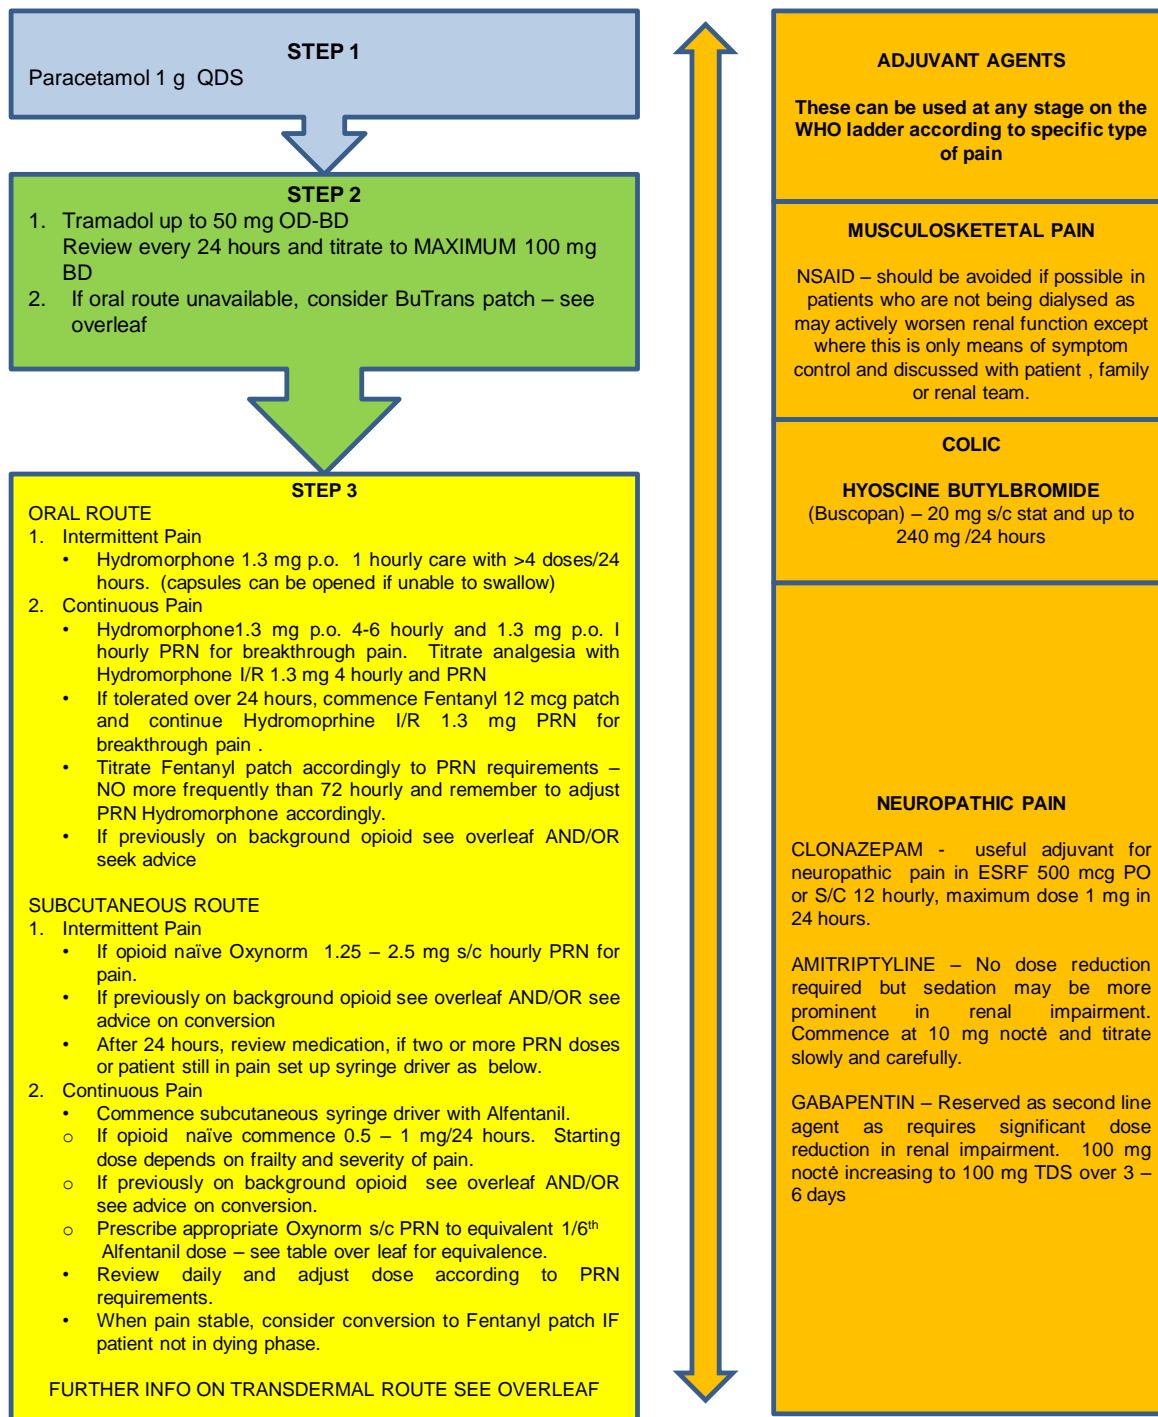 STEP 1
Paracetamol 1 g  QDS
STEP 2
1. Tramadol up to 50 mg OD-BD
Review every 24 hours and titrate to MAXIMUM 100 mg
BD
2. If oral route unavailable, consider BuTrans patch – see
overleaf
STEP 3
ORAL ROUTE
1. Intermittent Pain
• Hydromorphone 1.3 mg p.o. 1 hourly care with >4 doses/24
hours. (capsules can be opened if unable to swallow)
2. Continuous Pain
• Hydromorphone1.3 mg p.o. 4-6 hourly and 1.3 mg p.o. I
hourly PRN for breakthrough pain. Titrate analgesia with
Hydromorphone I/R 1.3 mg 4 hourly and PRN
• If tolerated over 24 hours, commence Fentanyl 12 mcg patch
and continue Hydromoprhine I/R 1.3 mg PRN for
breakthrough pain .
• Titrate Fentanyl patch accordingly to PRN requirements –
NO more frequently than 72 hourly and remember to adjust
PRN Hydromorphone accordingly.
• If previously on background opioid see overleaf AND/OR
seek advice
SUBCUTANEOUS ROUTE
1. Intermittent Pain
• If opioid naïve Oxynorm 1.25 – 2.5 mg s/c hourly PRN for
pain.
• If previously on background opioid see overleaf AND/OR see
advice on conversion
• After 24 hours, review medication, if two or more PRN doses
or patient still in pain set up syringe driver as below.
2. Continuous Pain
• Commence subcutaneous syringe driver with Alfentanil.
o If opioid naïve commence 0.5 – 1 mg/24 hours. Starting
dose depends on frailty and severity of pain.
o If previously on background opioid see overleaf AND/OR
see advice on conversion.
o Prescribe appropriate Oxynorm s/c PRN to equivalent 1/6th
Alfentanil dose – see table over leaf for equivalence.
• Review daily and adjust dose according to PRN
requirements.
• When pain stable, consider conversion to Fentanyl patch IF
patient not in dying phase.
FURTHER INFO ON TRANSDERMAL ROUTE SEE OVERLEAF
ADJUVANT AGENTS
These can be used at any stage on the
WHO ladder according to specific type
of pain
MUSCULOSKETETAL PAIN
NSAID – should be avoided if possible in
patients who are not being dialysed as
may actively worsen renal function except
where this is only means of symptom
control and discussed with patient , family
or renal team.
COLIC
HYOSCINE BUTYLBROMIDE
(Buscopan) – 20 mg s/c stat and up to
240 mg /24 hours
NEUROPATHIC PAIN
CLONAZEPAM - useful adjuvant for
neuropathic pain in ESRF 500 mcg PO
or S/C 12 hourly, maximum dose 1 mg in
24 hours.
AMITRIPTYLINE – No dose reduction
required but sedation may be more
prominent in renal impairment.
Commence at 10 mg noctė and titrate
slowly and carefully.
GABAPENTIN – Reserved as second line
agent as requires significant dose
reduction in renal impairment. 100 mg
noctė increasing to 100 mg TDS over 3 –
6 days